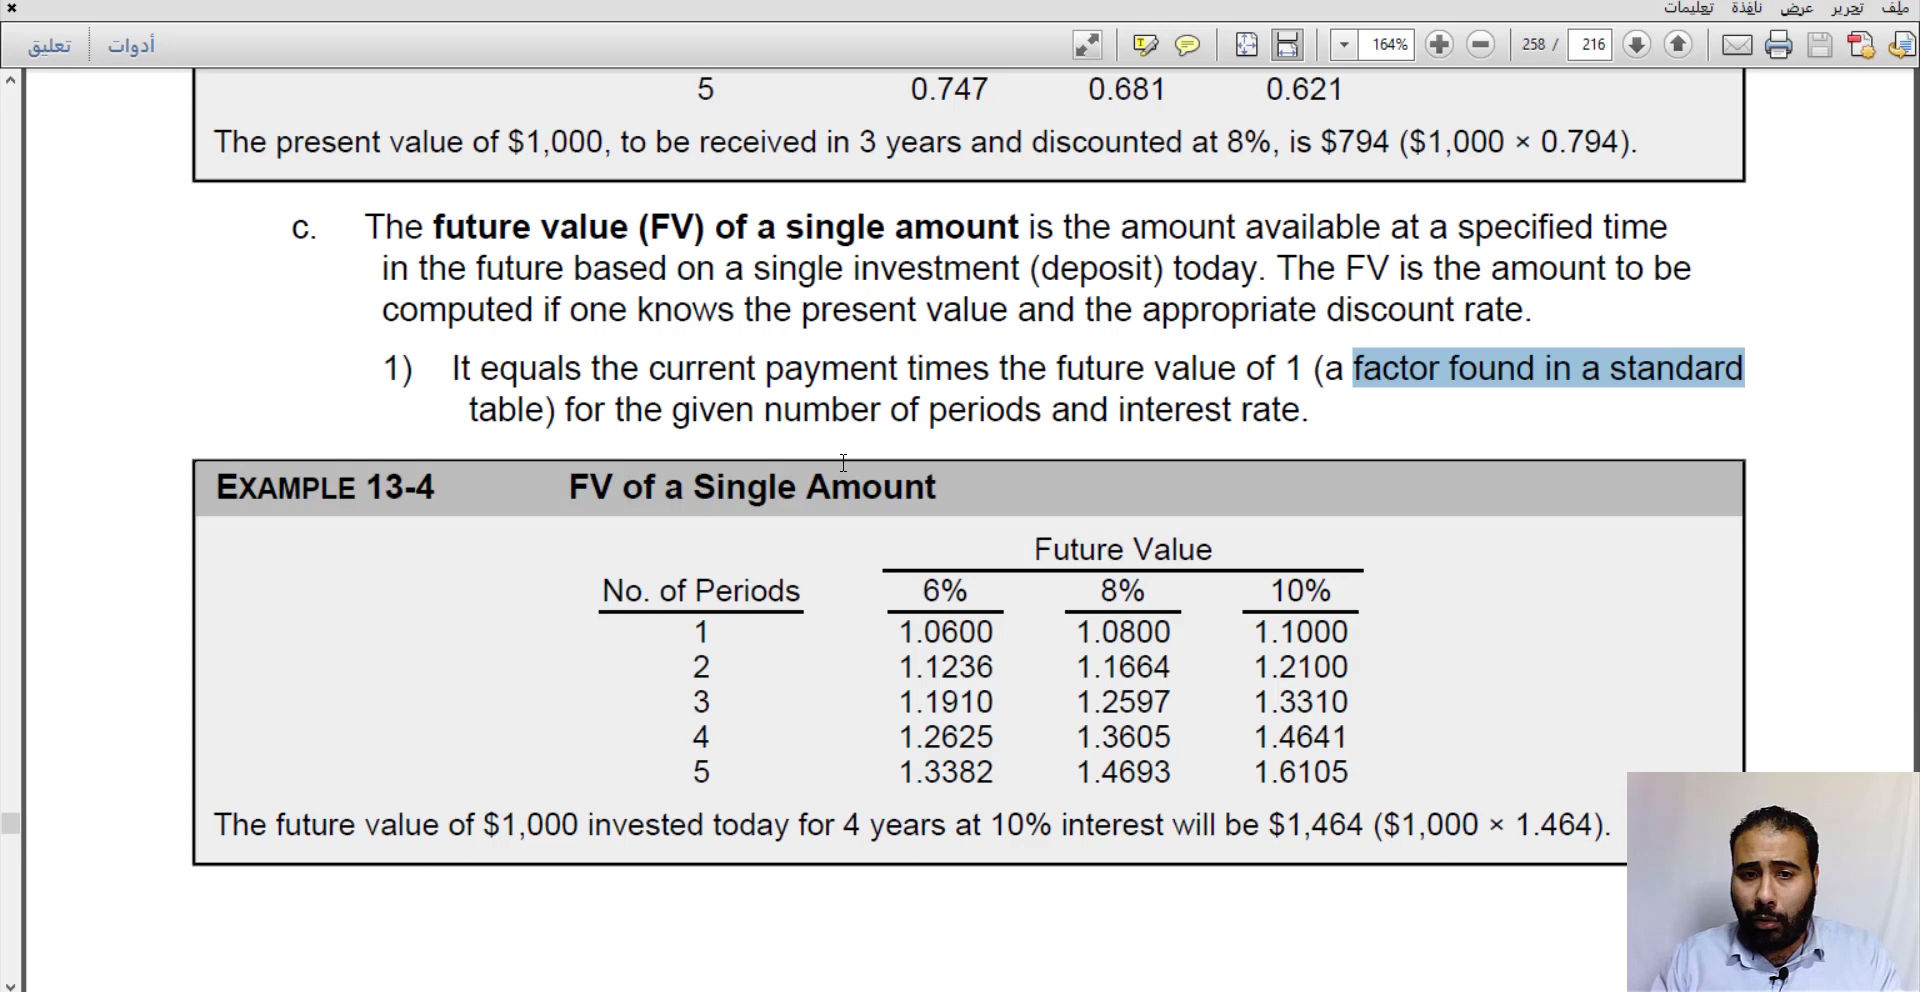 ملف تحرير عرض نافذة تعليمات
216 / 258 164% أدوات تعليق
5 0.747 0.681 0.621
The present value of $1,000, to be received in 3 years and discounted at 8%, is $794 ($1,000 × 0.794).
c. The future value (FV) of a single amount is the amount available at a specified time
in the future based on a single investment (deposit) today. The FV is the amount to be
computed if one knows the present value and the appropriate discount rate.
1) It equals the current payment times the future value of 1 (a factor found in a standard
table) for the given number of periods and interest rate.
EXAMPLE 13-4 FV of a Single Amount
Future Value
No. of Periods 6% 8% 10%
1 1.0600 1.0800 1.1000
2 1.1236 1.1664 1.2100
3 1.1910 1.2597 1.3310
4 1.2625 1.3605 1.4641
5 1.3382 1.4693 1.6105
The future value of $1,000 invested today for 4 years at 10% interest will be $1,464 ($1,000 × 1.464).